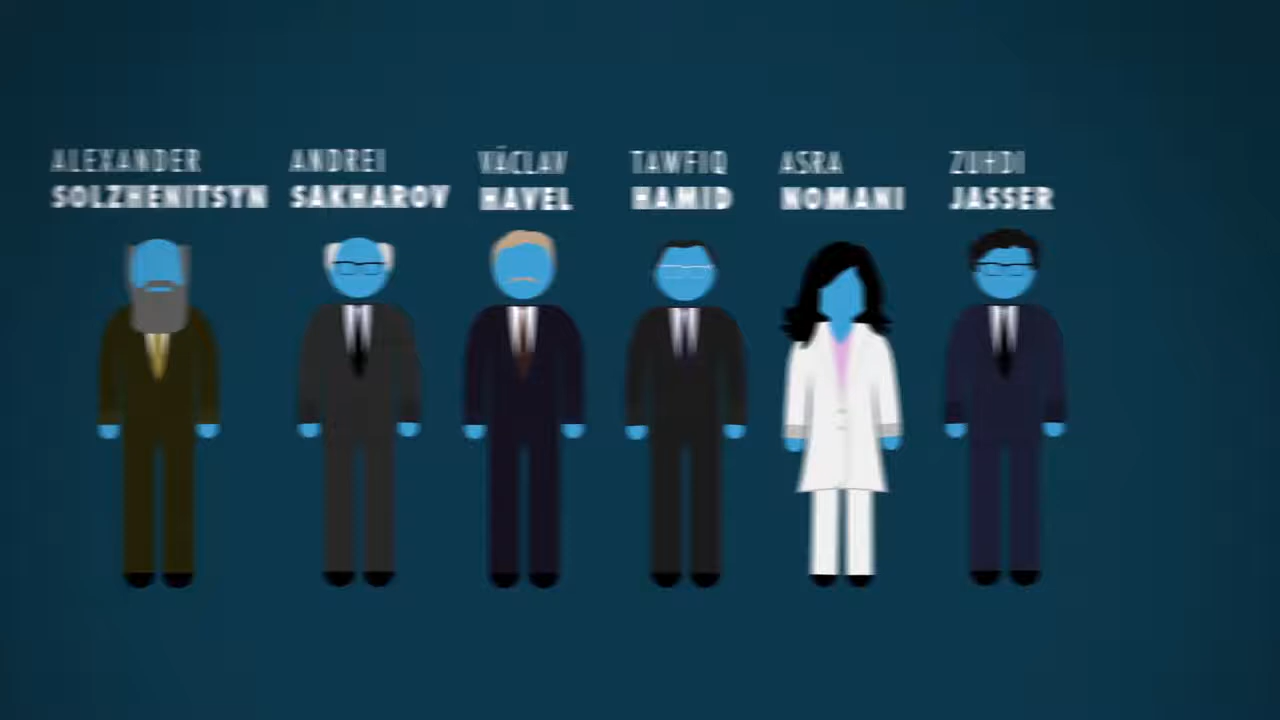 ALEXANDER
SOLZHENITSYN
ANDREI
SAKHAROV
VÁCLAV
HAVEL
TAWFIQ
HAMID
ASRA
NOMANI
ZUHDI
JASSER